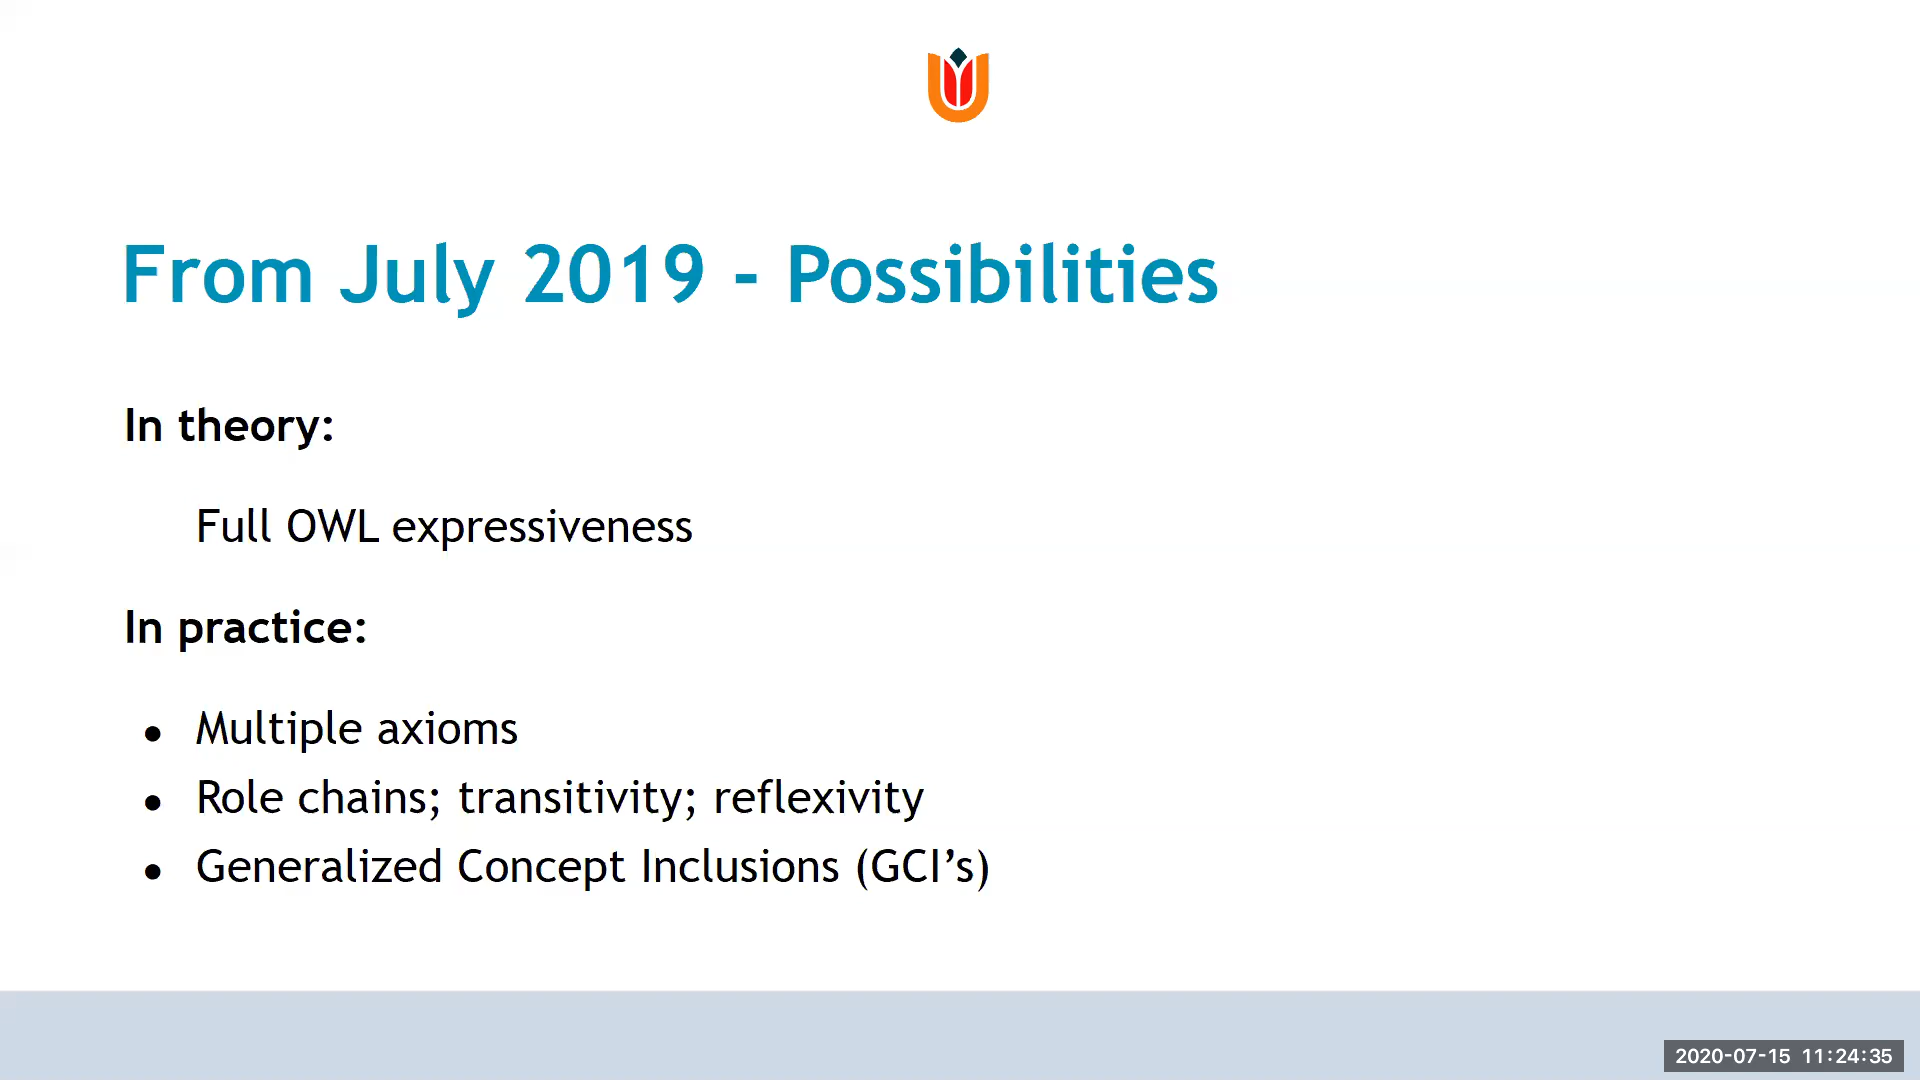 From July 2019 - Possibilities
In theory:
Full OWL expressiveness
In practice:
● Multiple axioms
● Role chains; transitivity; reflexivity
● Generalized Concept Inclusions (GCI’s)
2020-07-15 11:24:35